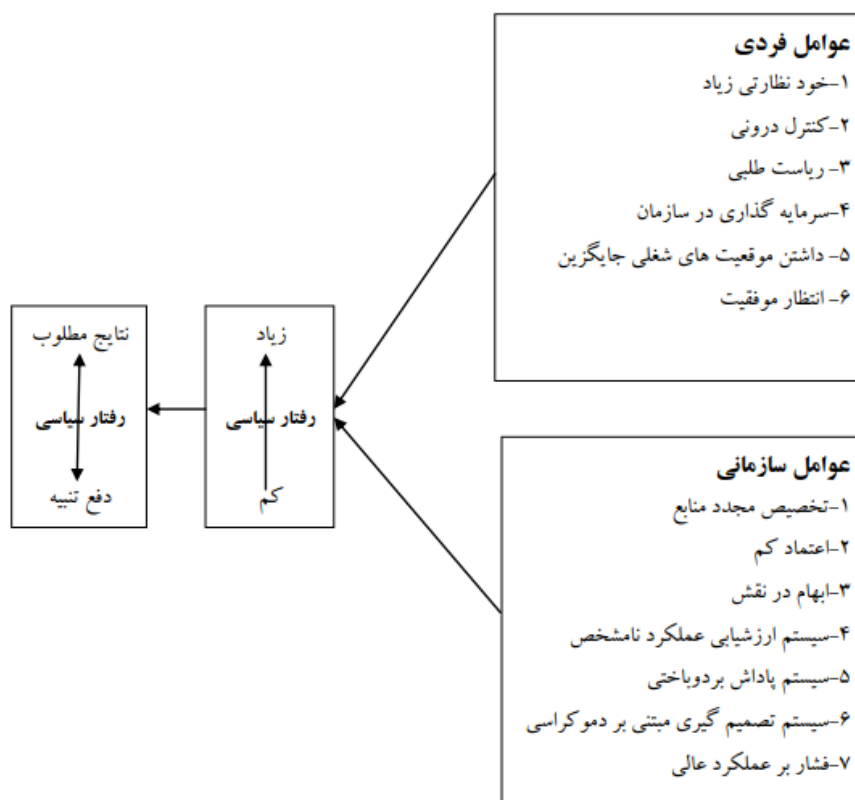 عوامل فردی
۱-خود نظارتی زیاد
۲-کنترل درونی
۳- ریاست طلبی
۴-سرمایه گذاری در سازمان
۵- داشتن موقعیت های شغلی جایگزین
۶- انتظار موفقیت
زیاد
رفتار سیاسی
کم
نتایج مطلوب
رفتار سیاسی
دفع تنبیه
عوامل سازمانی
۱-تخصیص مجدد منابع
۲-اعتماد کم
۳-ابهام در نقش
۴-سیستم ارزشیابی عملکرد نامشخص
۵-سیستم پاداش بردوباختی
۶-سیستم تصمیم گیری مبتنی بر دموکراسی
۷-فشار بر عملکرد عالی